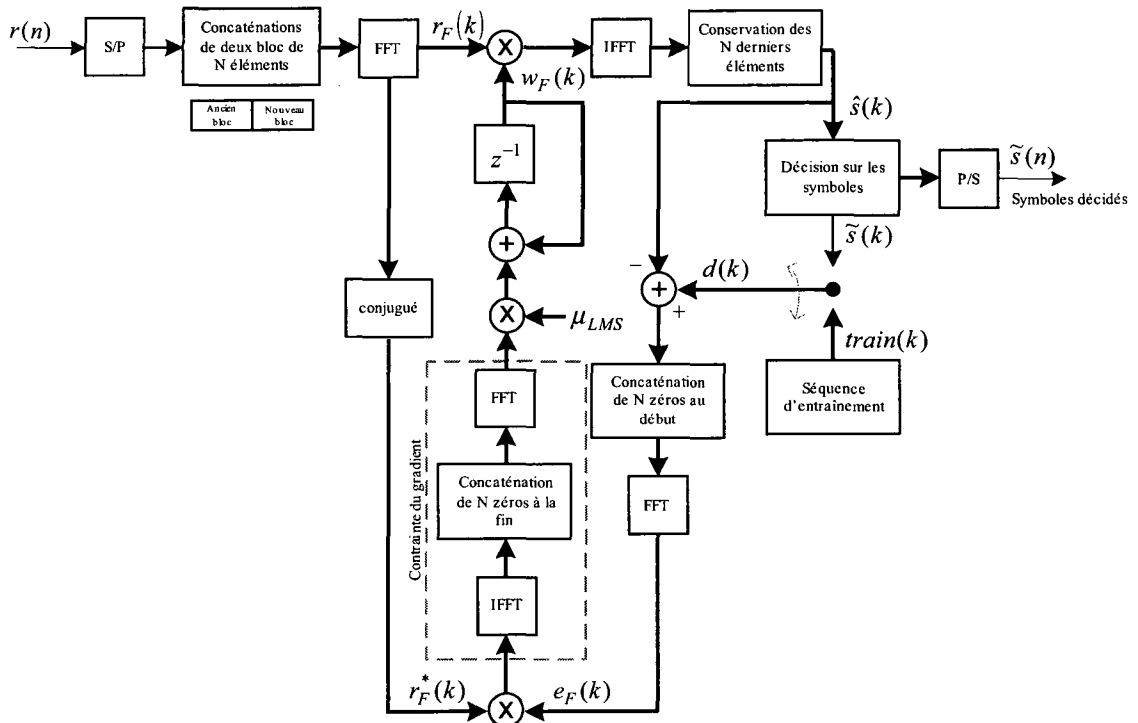 r(n)
S/P
Concaténations
de deux bloc de
N éléments
Ancien
bloc
Nouveau
bloc
FFT
r_F(k)
X
w_F(k)
IFFT
Conservation des
N derniers
éléments
ŝ(k)
Décision sur les
symboles
P/S
s̃(n)
Symboles décidés
s̃(k)
z⁻¹
+
−
+
+
d(k)
conjugué
X
μ_LMS
train(k)
Séquence
d'entraînement
Concaténation
de N zéros au
début
FFT
Contrainte du gradient
FFT
Concaténation
de N zéros à la
fin
IFFT
r_F^*(k)
X
e_F(k)